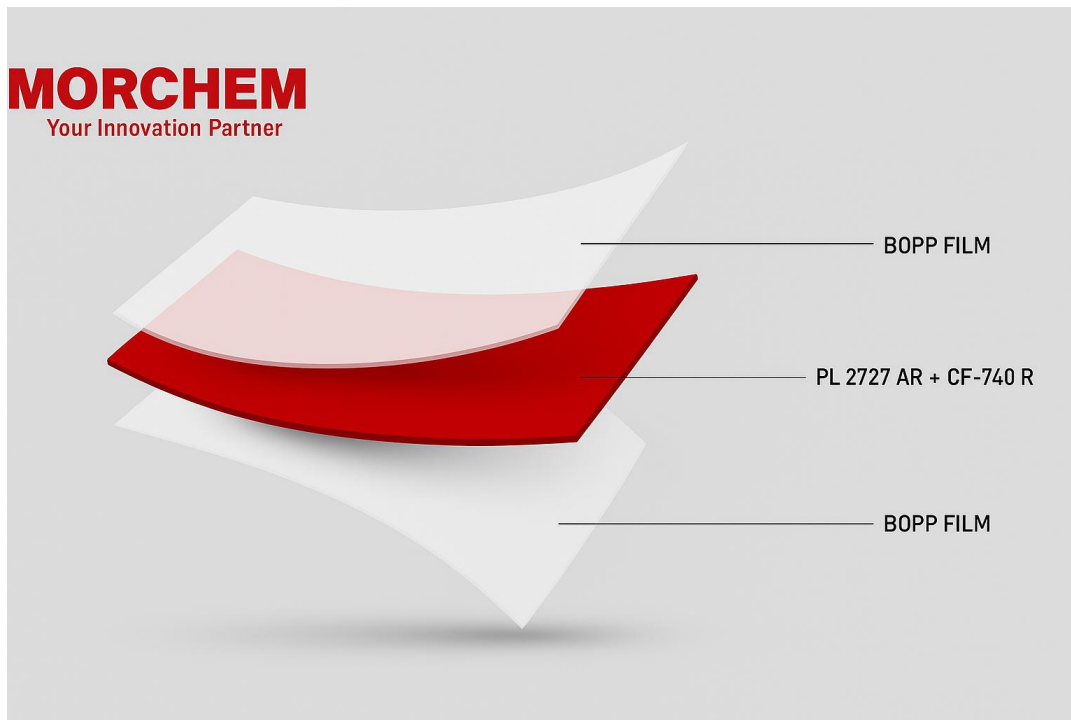 MORCHEM
Your Innovation Partner
BOPP FILM
PL 2727 AR + CF-740 R
BOPP FILM